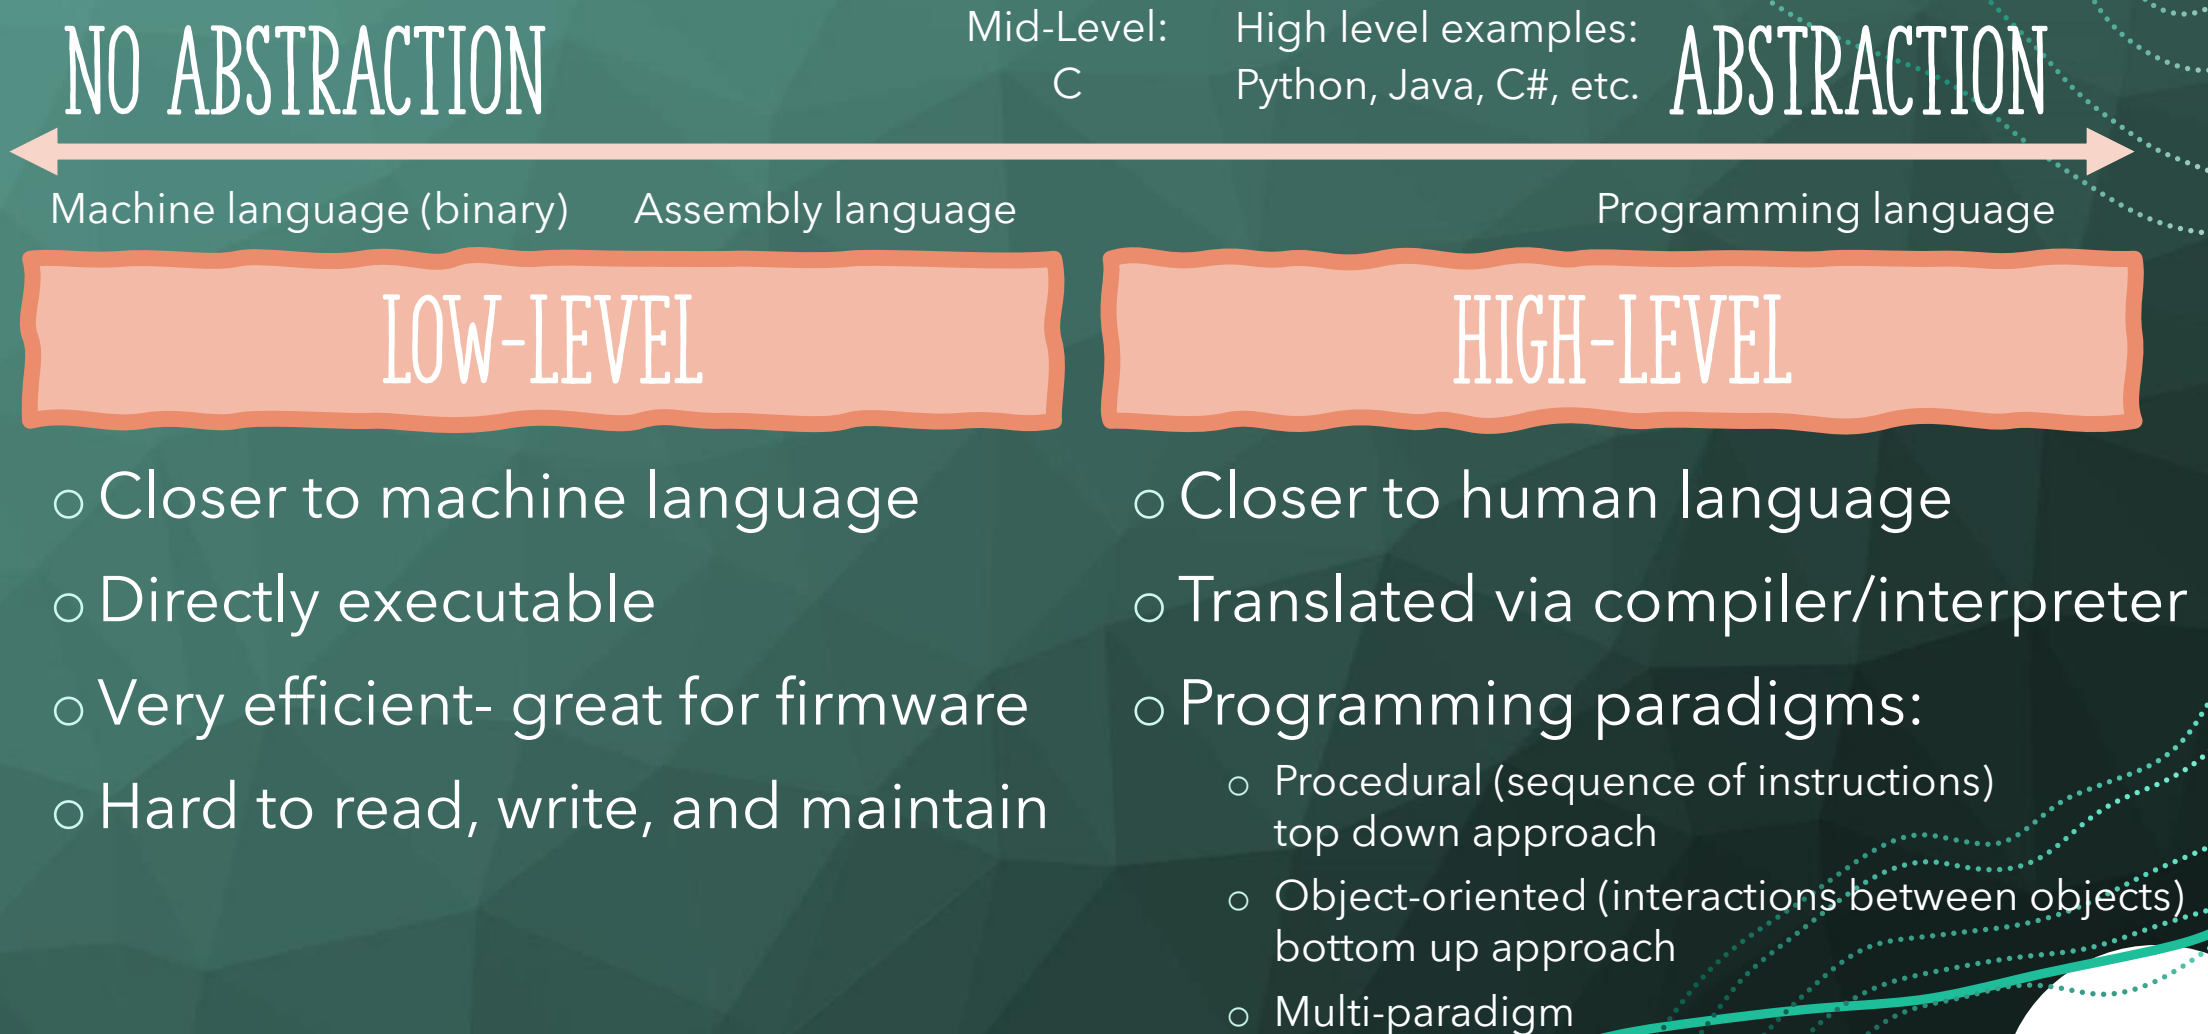 NO ABSTRACTION
Mid-Level:
C
High level examples:
Python, Java, C#, etc.
ABSTRACTION
Machine language (binary)
Assembly language
Programming language
LOW-LEVEL
○ Closer to machine language
○ Directly executable
○ Very efficient- great for firmware
○ Hard to read, write, and maintain
HIGH-LEVEL
○ Closer to human language
○ Translated via compiler/interpreter
○ Programming paradigms:
○ Procedural (sequence of instructions)
top down approach
○ Object-oriented (interactions between objects)
bottom up approach
○ Multi-paradigm